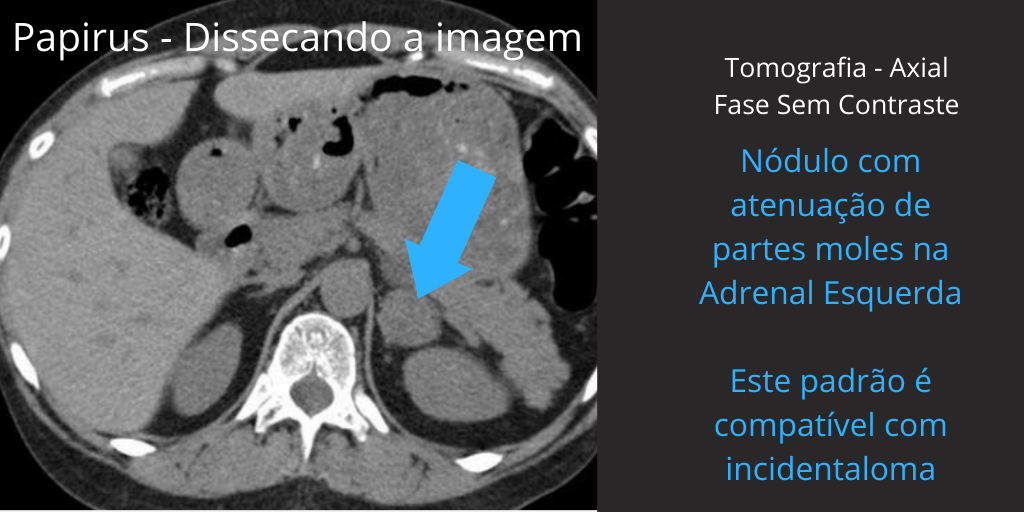 Papirus - Dissecando a imagem
Tomografia - Axial
Fase Sem Contraste
Nódulo com
atenuação de
partes moles na
Adrenal Esquerda
Este padrão é
compatível com
incidentaloma